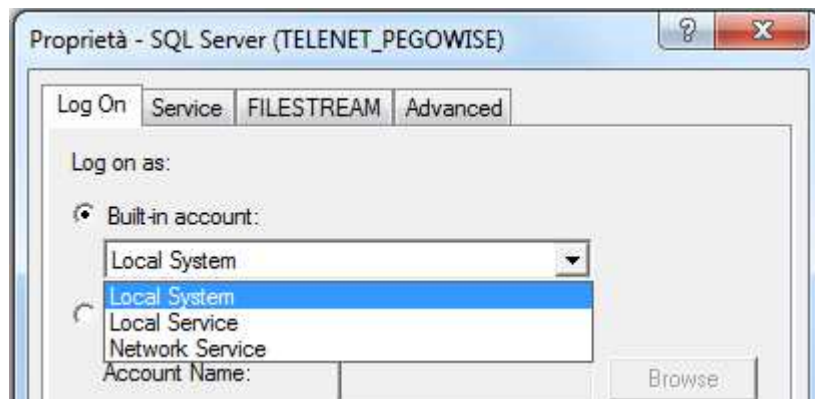 Proprietà - SQL Server (TELENET_PEGOWISE)
?
X
Log On Service FILESTREAM Advanced
Log on as:
Built-in account:
Local System
Local System
Local Service
Network Service
Account Name:
Browse